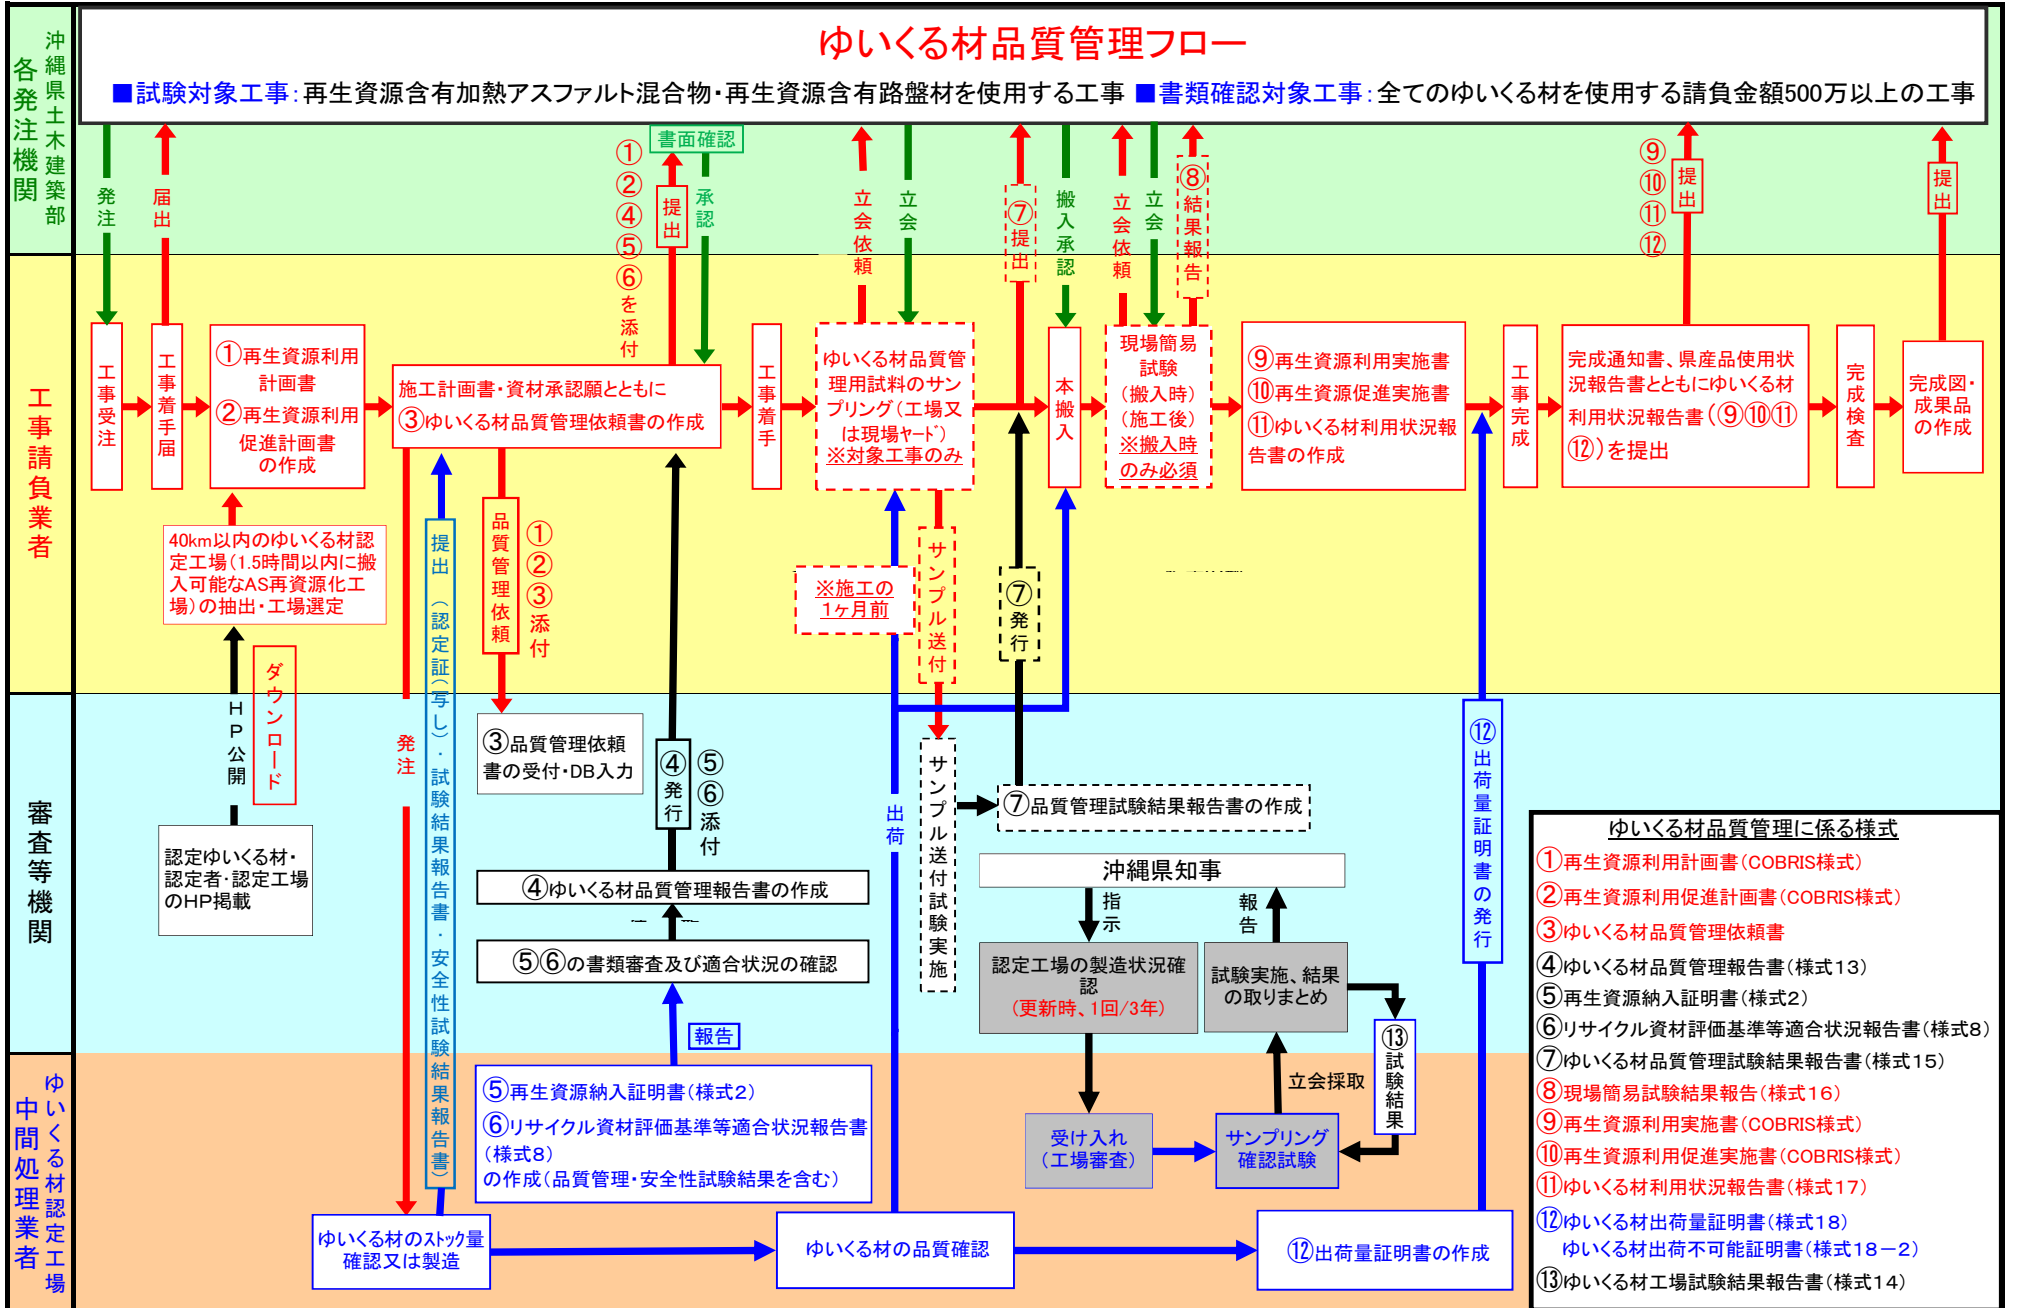 ゆいくる材品質管理フロー
■試験対象工事：再生資源含有加熱アスファルト混合物・再生資源含有路盤材を使用する工事 ■書類確認対象工事：全てのゆいくる材を使用する請負金額500万以上の工事
各発注機関
沖縄県土木建築部
発注
届出
①②④⑤⑥を添付
書面確認
提出
承認
立会依頼
立会
⑦提出
搬入承認
立会依頼
立会
⑧結果報告
⑨⑩⑪⑫
提出
提出
工事請負業者
工事受注
工事着手届
①再生資源利用
計画書
②再生資源利用
促進計画書
の作成
施工計画書・資材承認願とともに
③ゆいくる材品質管理依頼書の作成
工事着手
ゆいくる材品質管
理用試料のサン
プリング（工場又
は現場ﾔｰﾄﾞ）
※対象工事のみ
本搬入
現場簡易
試験
（搬入時）
（施工後）
※搬入時
のみ必須
⑨再生資源利用実施書
⑩再生資源促進実施書
⑪ゆいくる材利用状況報
告書の作成
工事完成
完成通知書、県産品使用状
況報告書とともにゆいくる材
利用状況報告書（⑨⑩⑪
⑫）を提出
完成検査
完成図・
成果品
の作成
40km以内のゆいくる材認
定工場（1.5時間以内に搬
入可能なAS再資源化工
場）の抽出・工場選定
提出　（認定証（写し）・試験結果報告書・安全性試験結果報告書）
品質管理依頼
①②③添付
※施工の
1ヶ月前
サンプル送付
⑦発行
審査等機関
HP公開
ダウンロード
認定ゆいくる材・
認定者・認定工場
のHP掲載
発注
③品質管理依頼
書の受付・DB入力
④発行
⑤⑥添付
④ゆいくる材品質管理報告書の作成
⑤⑥の書類審査及び適合状況の確認
報告
出荷
サンプル送付試験実施
⑦品質管理試験結果報告書の作成
沖縄県知事
指示
報告
認定工場の製造状況確
認
（更新時、1回/3年）
試験実施、結果
の取りまとめ
⑬試験結果
⑫出荷量証明書の発行
中間処理業者
ゆいくる材認定工場
⑤再生資源納入証明書（様式2）
⑥リサイクル資材評価基準等適合状況報告書
（様式8）
の作成（品質管理・安全性試験結果を含む）
立会採取
受け入れ
（工場審査）
サンプリング
確認試験
ゆいくる材のｽﾄｯｸ量
確認又は製造
ゆいくる材の品質確認
⑫出荷量証明書の作成
ゆいくる材品質管理に係る様式
①再生資源利用計画書（COBRIS様式）
②再生資源利用促進計画書（COBRIS様式）
③ゆいくる材品質管理依頼書
④ゆいくる材品質管理報告書（様式13）
⑤再生資源納入証明書（様式2）
⑥リサイクル資材評価基準等適合状況報告書（様式8）
⑦ゆいくる材品質管理試験結果報告書（様式15）
⑧現場簡易試験結果報告（様式16）
⑨再生資源利用実施書（COBRIS様式）
⑩再生資源利用促進実施書（COBRIS様式）
⑪ゆいくる材利用状況報告書（様式17）
⑫ゆいくる材出荷量証明書（様式18）
ゆいくる材出荷不可能証明書（様式18－2）
⑬ゆいくる材工場試験結果報告書（様式14）